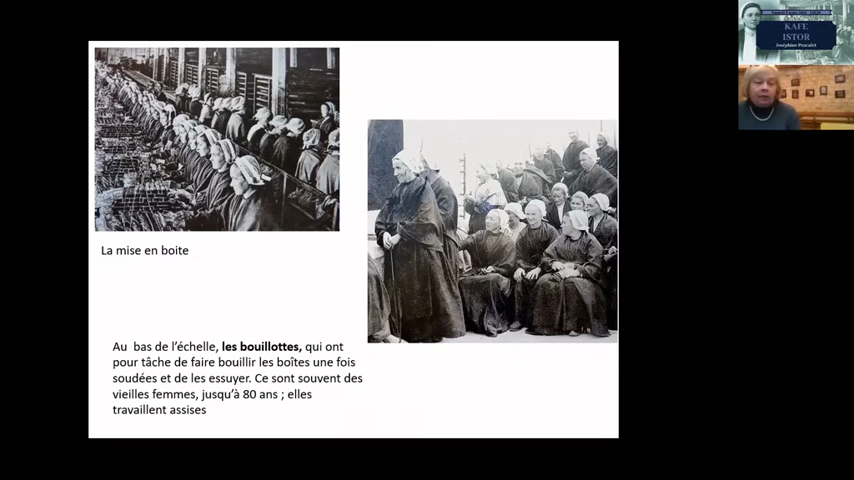 KAFE
ISTOR
Joséphine Pencalet
La mise en boite
Au bas de l'échelle, les bouillottes, qui ont
pour tâche de faire bouillir les boîtes une fois
soudées et de les essuyer. Ce sont souvent des
vieilles femmes, jusqu'à 80 ans ; elles
travaillent assises